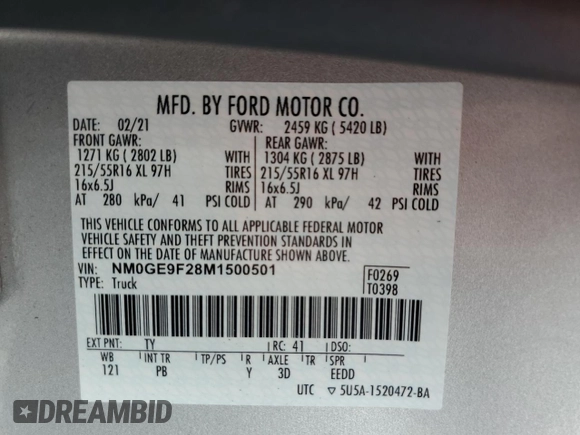 MFD. BY FORD MOTOR CO.
DATE: 02/21 GVWR: 2459 KG ( 5420 LB)
FRONT GAWR: REAR GAWR:
1271 KG ( 2802 LB) WITH 1304 KG ( 2875 LB) WITH
215/55R16 XL 97H TIRES 215/55R16 XL 97H TIRES
16x6.5J RIMS 16x6.5J RIMS
AT 280 kPa/ 41 PSI COLD AT 290 kPa/ 42 PSI COLD
THIS VEHICLE CONFORMS TO ALL APPLICABLE FEDERAL MOTOR
VEHICLE SAFETY AND THEFT PREVENTION STANDARDS IN
EFFECT ON THE DATE OF MANUFACTURE SHOWN ABOVE.
VIN: NM0GE9F28M1500501 F0269
TYPE: Truck T0398
EXT PNT: TY RC: 41 DSO:
WB INT TR TP/PS R AXLE TR SPR
121 PB Y 3D EEDD
UTC ▽ 5U5A-1520472-BA
DREAMBID